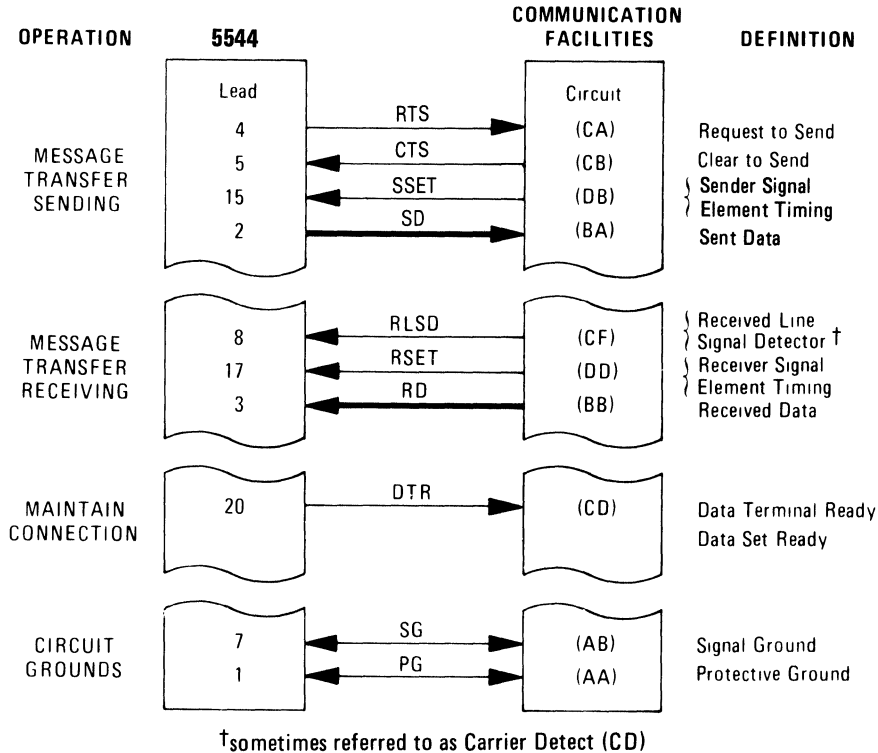 OPERATION 5544 COMMUNICATION FACILITIES DEFINITION
Lead Circuit
MESSAGE TRANSFER SENDING
4 RTS (CA) Request to Send
5 CTS (CB) Clear to Send
15 SSET (DB) Sender Signal Element Timing
2 SD (BA) Sent Data
MESSAGE TRANSFER RECEIVING
8 RLSD (CF) Received Line Signal Detector †
17 RSET (DD) Receiver Signal Element Timing
3 RD (BB) Received Data
MAINTAIN CONNECTION
20 DTR (CD) Data Terminal Ready
Data Set Ready
CIRCUIT GROUNDS
7 SG (AB) Signal Ground
1 PG (AA) Protective Ground
†sometimes referred to as Carrier Detect (CD)